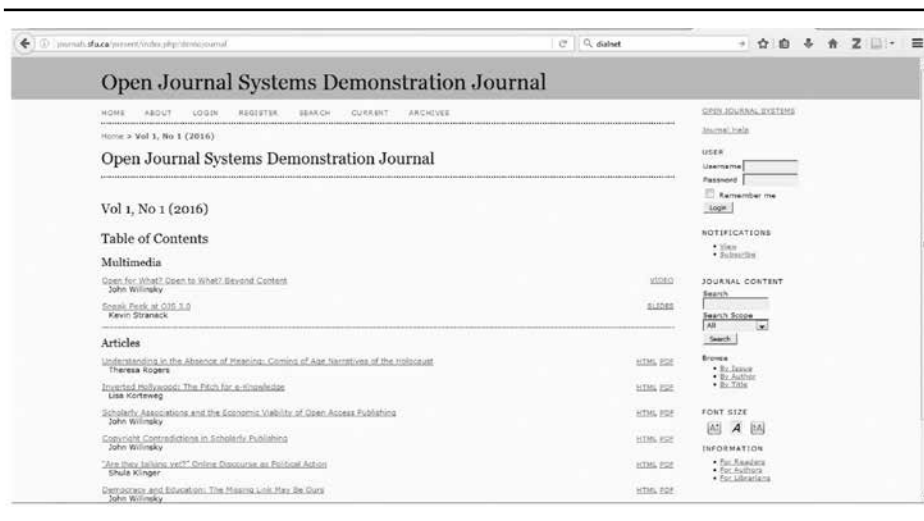 journals.sfu.ca/present/index.php/demojournal
dialnet
Open Journal Systems Demonstration Journal
HOME ABOUT LOGIN REGISTER SEARCH CURRENT ARCHIVES
Home > Vol 1, No 1 (2016)
Open Journal Systems Demonstration Journal
Vol 1, No 1 (2016)
Table of Contents
Multimedia
Open for What? Open to What? Beyond Content VIDEO
John Willinsky
Sneak Peek at OJS 3.0 SLIDES
Kevin Stranack
Articles
Understanding in the Absence of Meaning: Coming of Age Narratives of the Holocaust HTML PDF
Theresa Rogers
Inverted Hollywood: The Pitch for e-Knowledge HTML PDF
Lisa Korteweg
Scholarly Associations and the Economic Viability of Open Access Publishing HTML PDF
John Willinsky
Copyright Contradictions in Scholarly Publishing HTML PDF
John Willinsky
"Are they talking yet?" Online Discourse as Political Action HTML PDF
Shula Klinger
Democracy and Education: The Missing Link May Be Ours HTML PDF
John Willinsky
OPEN JOURNAL SYSTEMS
Journal Help
USER
Username
Password
Remember me
Login
NOTIFICATIONS
View
Subscribe
JOURNAL CONTENT
Search
Search Scope
All
Search
Browse
By Issue
By Author
By Title
FONT SIZE
A A A
INFORMATION
For Readers
For Authors
For Librarians